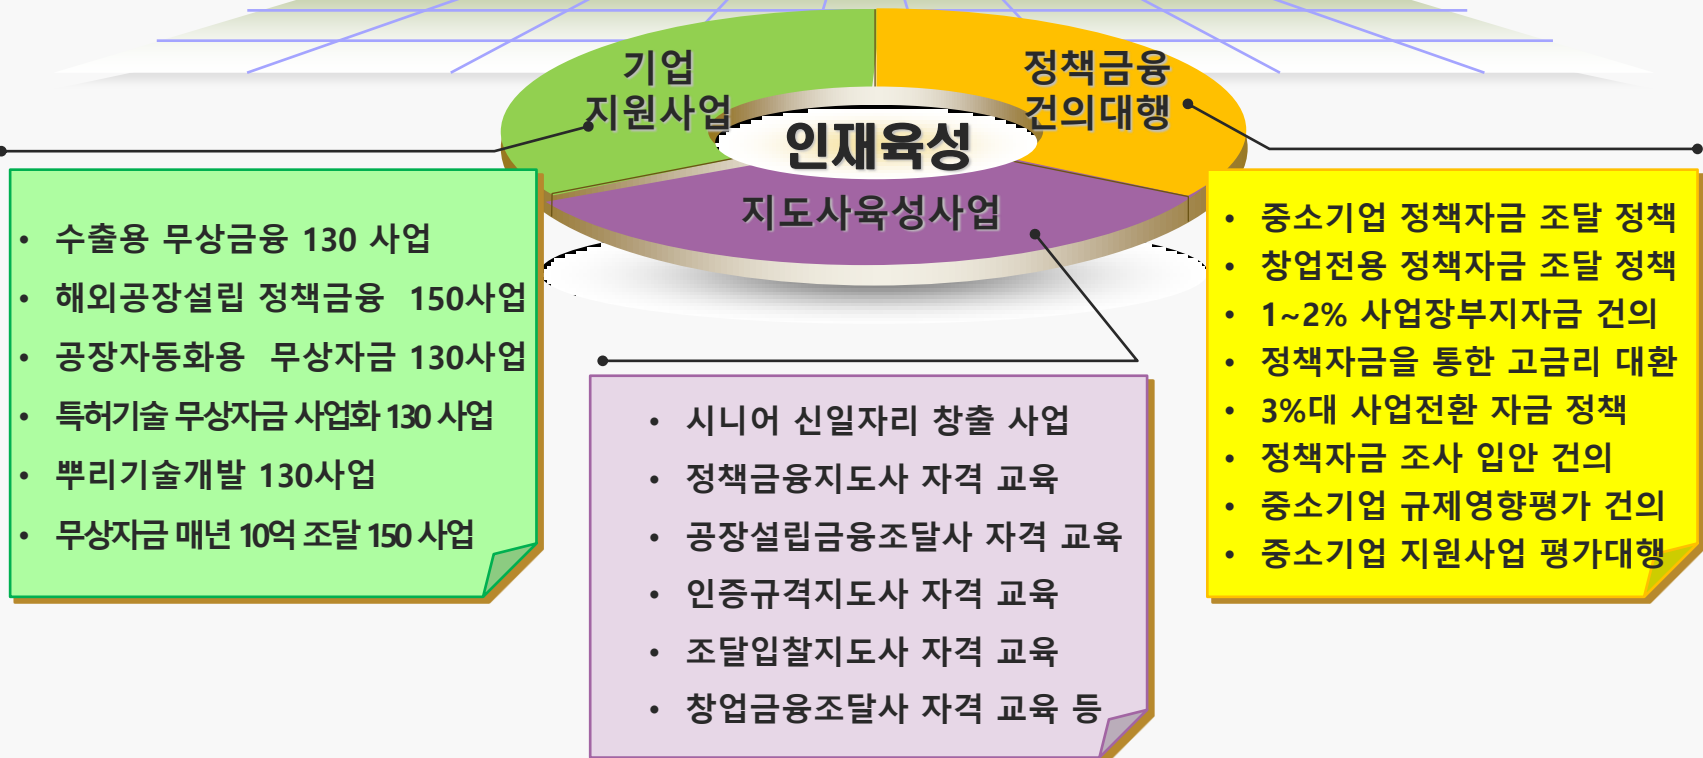 기업
지원사업
정책금융
건의대행
인재육성
지도사육성사업
• 수출용 무상금융 130 사업
• 해외공장설립 정책금융 150사업
• 공장자동화용 무상자금 130사업
• 특허기술 무상자금 사업화 130 사업
• 뿌리기술개발 130사업
• 무상자금 매년 10억 조달 150 사업
• 시니어 신일자리 창출 사업
• 정책금융지도사 자격 교육
• 공장설립금융조달사 자격 교육
• 인증규격지도사 자격 교육
• 조달입찰지도사 자격 교육
• 창업금융조달사 자격 교육 등
• 중소기업 정책자금 조달 정책
• 창업전용 정책자금 조달 정책
• 1~2% 사업장부지자금 건의
• 정책자금을 통한 고금리 대환
• 3%대 사업전환 자금 정책
• 정책자금 조사 입안 건의
• 중소기업 규제영향평가 건의
• 중소기업 지원사업 평가대행